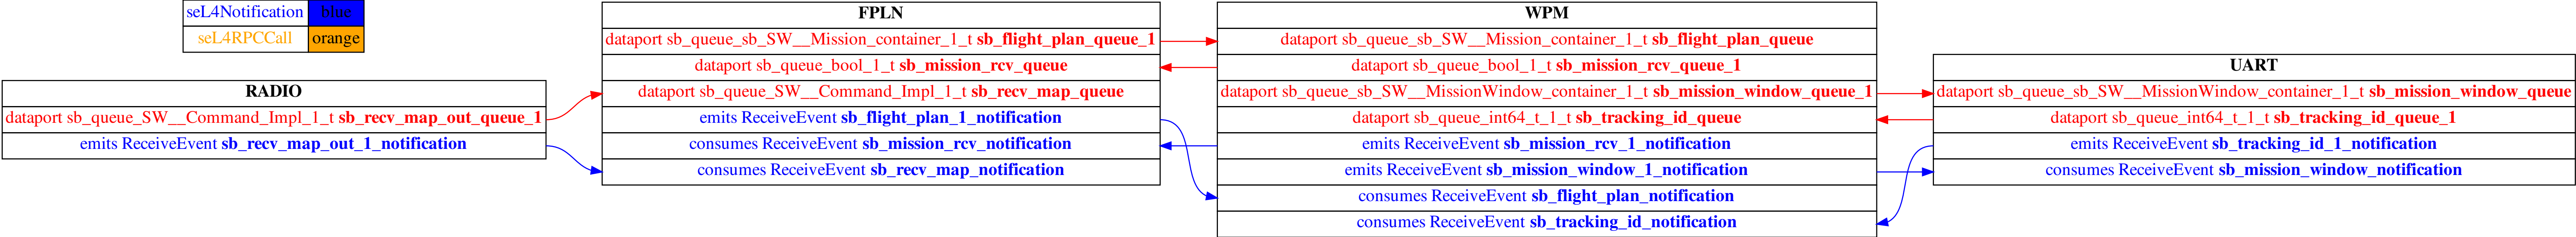 seL4Notification blue
seL4RPCCall orange
RADIO
dataport sb_queue_SW__Command_Impl_1_t sb_recv_map_out_queue_1
emits ReceiveEvent sb_recv_map_out_1_notification
FPLN
dataport sb_queue_sb_SW__Mission_container_1_t sb_flight_plan_queue_1
dataport sb_queue_bool_1_t sb_mission_rcv_queue
dataport sb_queue_SW__Command_Impl_1_t sb_recv_map_queue
emits ReceiveEvent sb_flight_plan_1_notification
consumes ReceiveEvent sb_mission_rcv_notification
consumes ReceiveEvent sb_recv_map_notification
WPM
dataport sb_queue_sb_SW__Mission_container_1_t sb_flight_plan_queue
dataport sb_queue_bool_1_t sb_mission_rcv_queue_1
dataport sb_queue_sb_SW__MissionWindow_container_1_t sb_mission_window_queue_1
dataport sb_queue_int64_t_1_t sb_tracking_id_queue
emits ReceiveEvent sb_mission_rcv_1_notification
emits ReceiveEvent sb_mission_window_1_notification
consumes ReceiveEvent sb_flight_plan_notification
consumes ReceiveEvent sb_tracking_id_notification
UART
dataport sb_queue_sb_SW__MissionWindow_container_1_t sb_mission_window_queue
dataport sb_queue_int64_t_1_t sb_tracking_id_queue_1
emits ReceiveEvent sb_tracking_id_1_notification
consumes ReceiveEvent sb_mission_window_notification